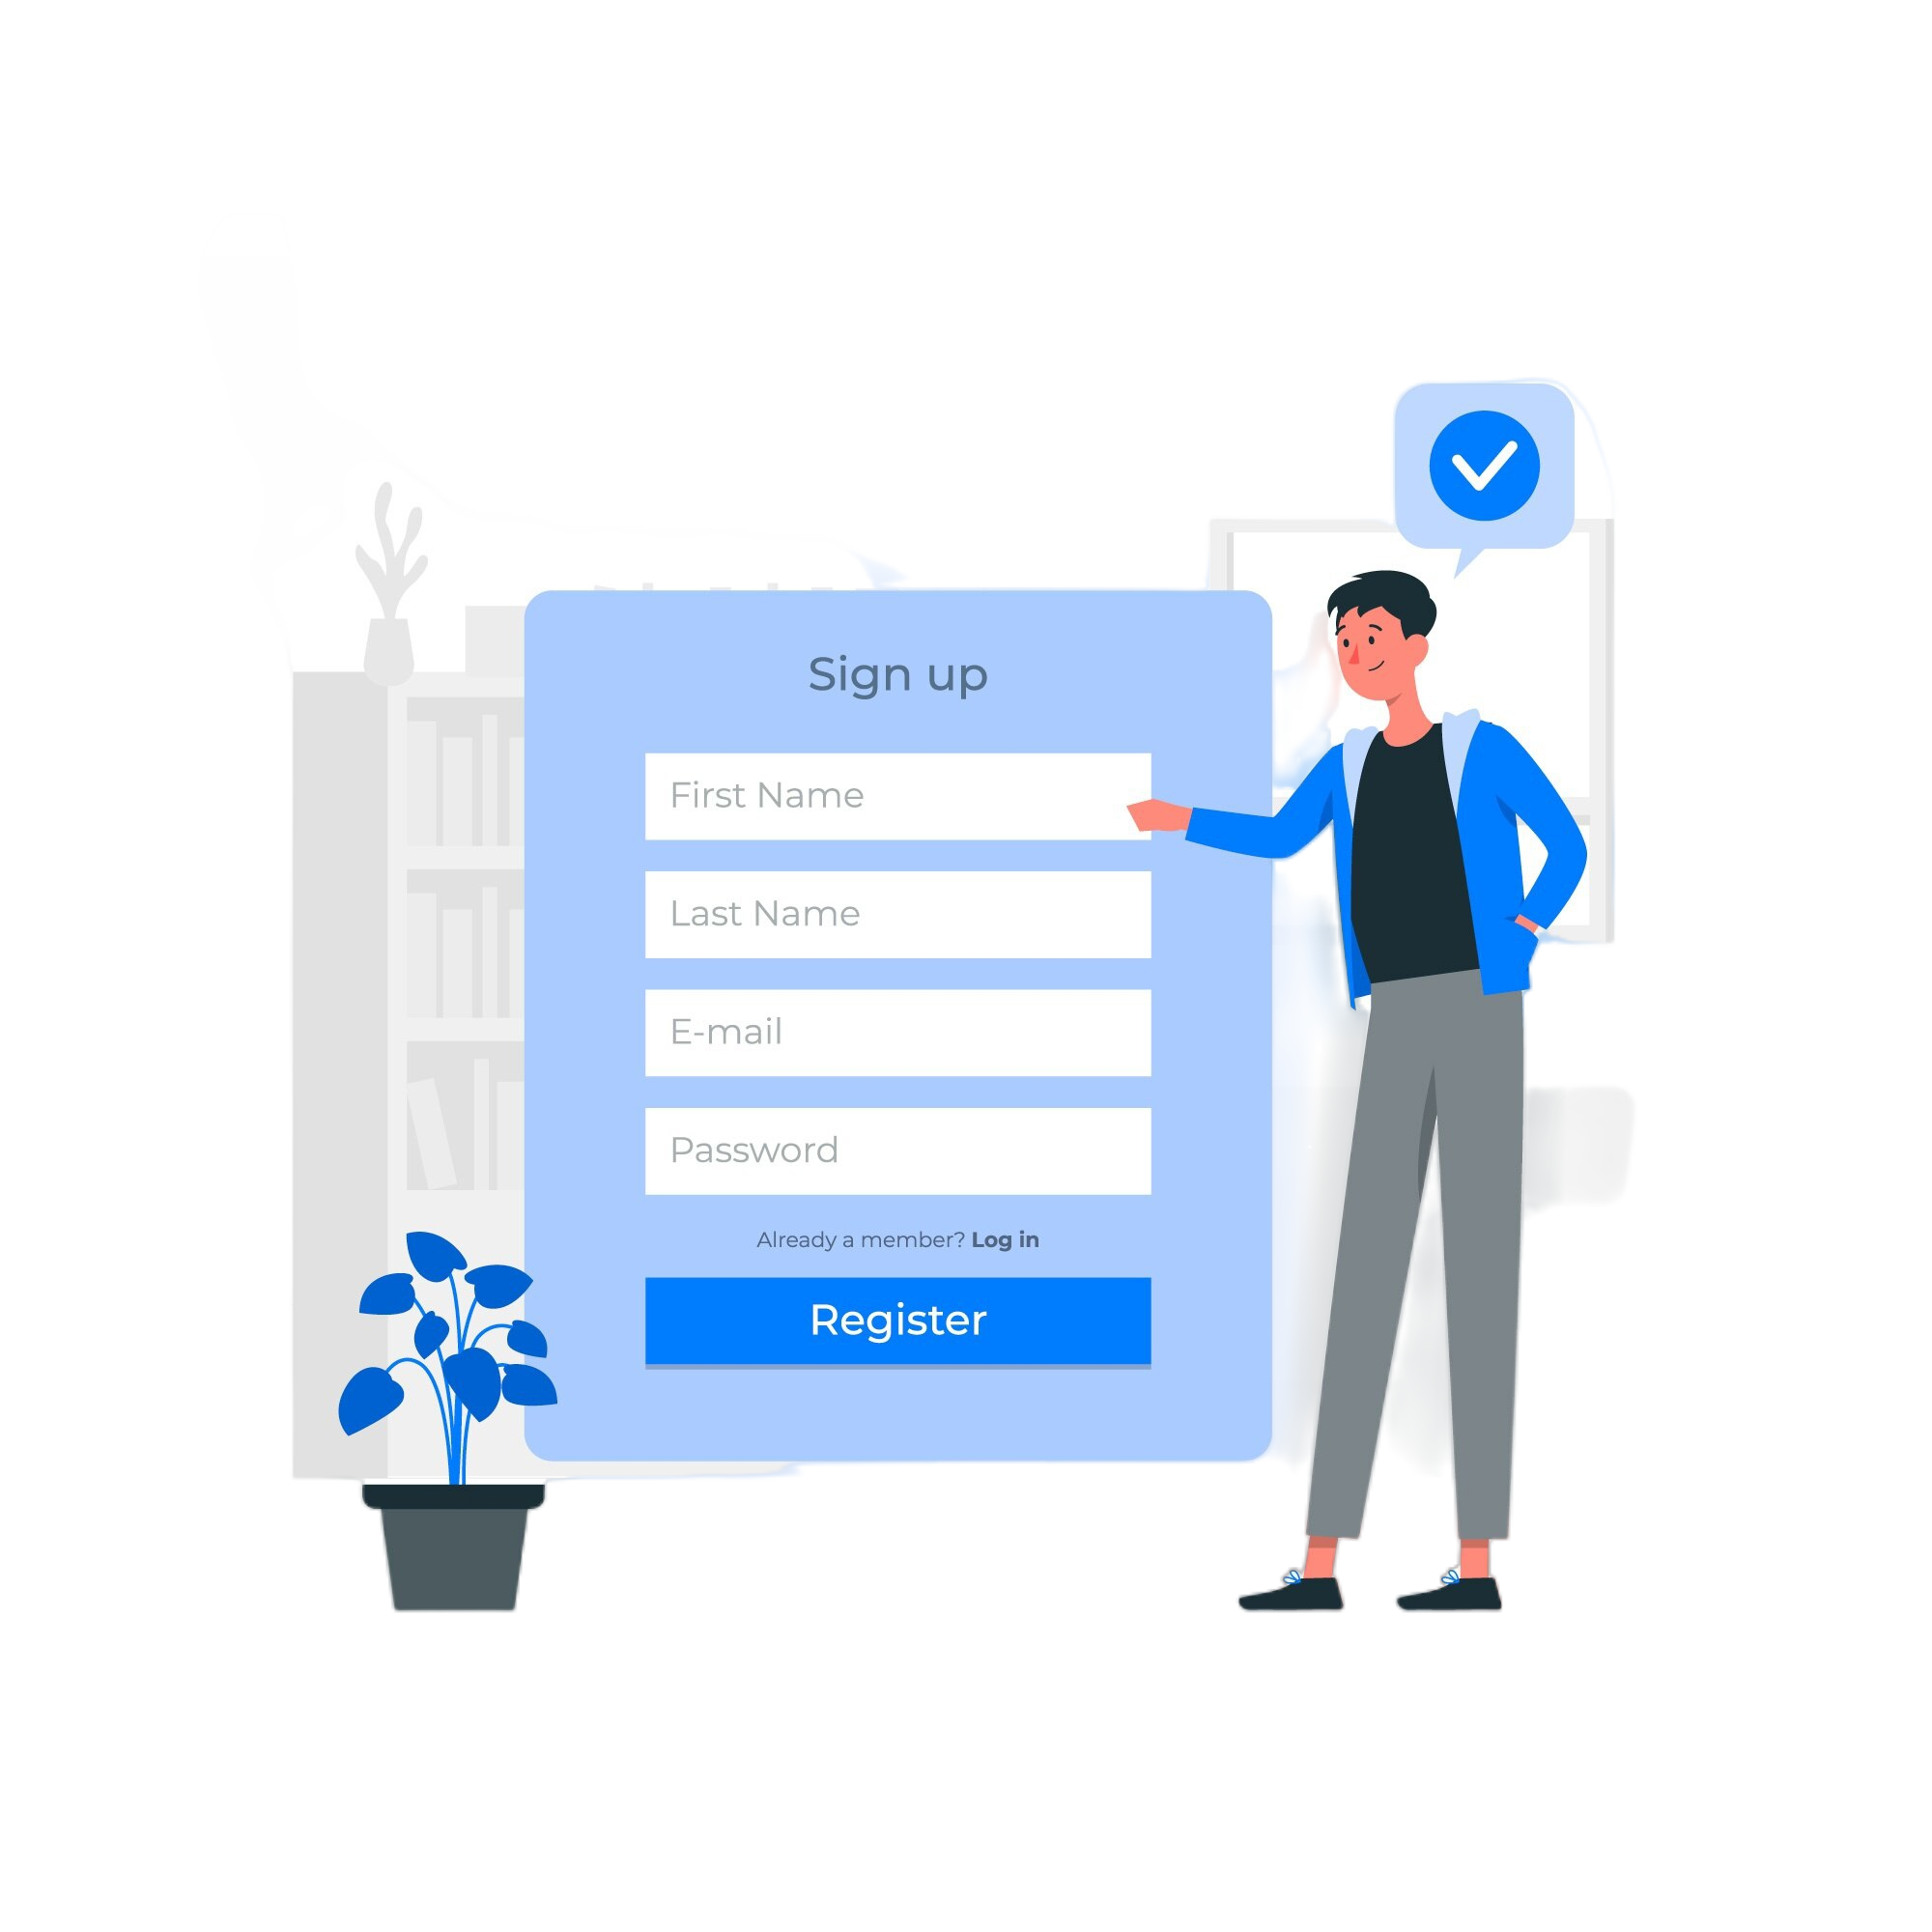 Sign up
First Name
Last Name
E-mail
Password
Already a member? Log in
Register